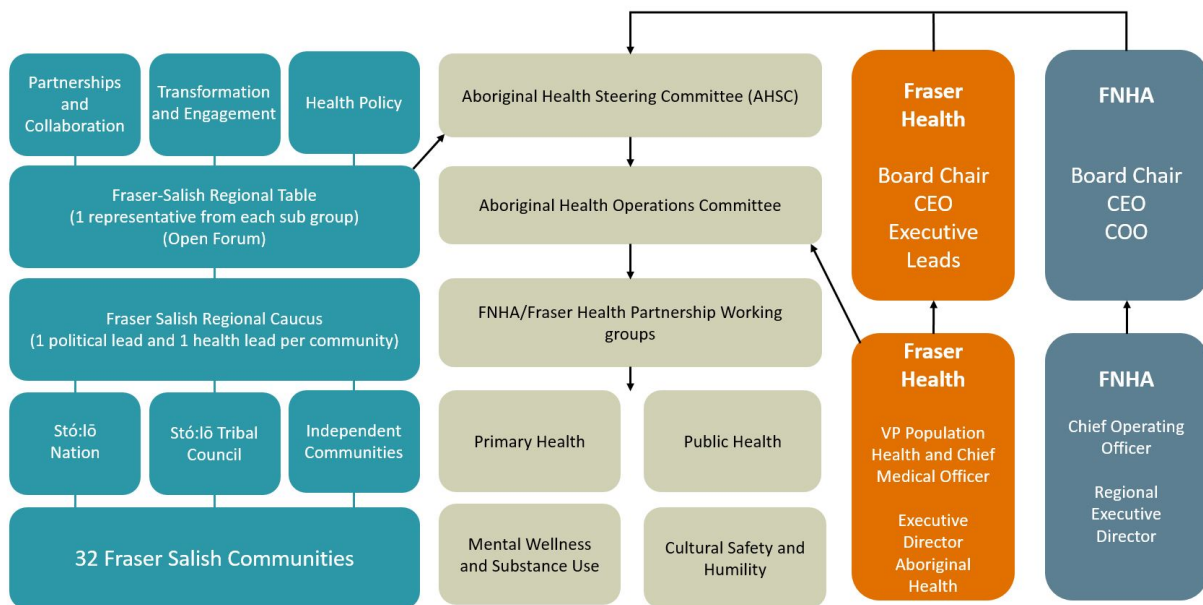 Partnerships
and
Collaboration
Transformation
and Engagement
Health Policy
Fraser-Salish Regional Table
(1 representative from each sub group)
(Open Forum)
Fraser Salish Regional Caucus
(1 political lead and 1 health lead per community)
Stó:lō
Nation
Stó:lō Tribal
Council
Independent
Communities
32 Fraser Salish Communities
Aboriginal Health Steering Committee (AHSC)
Aboriginal Health Operations Committee
FNHA/Fraser Health Partnership Working
groups
Primary Health
Public Health
Mental Wellness
and Substance Use
Cultural Safety and
Humility
Fraser
Health
Board Chair
CEO
Executive
Leads
Fraser
Health
VP Population
Health and Chief
Medical Officer
Executive
Director
Aboriginal
Health
FNHA
Board Chair
CEO
COO
FNHA
Chief Operating
Officer
Regional
Executive
Director